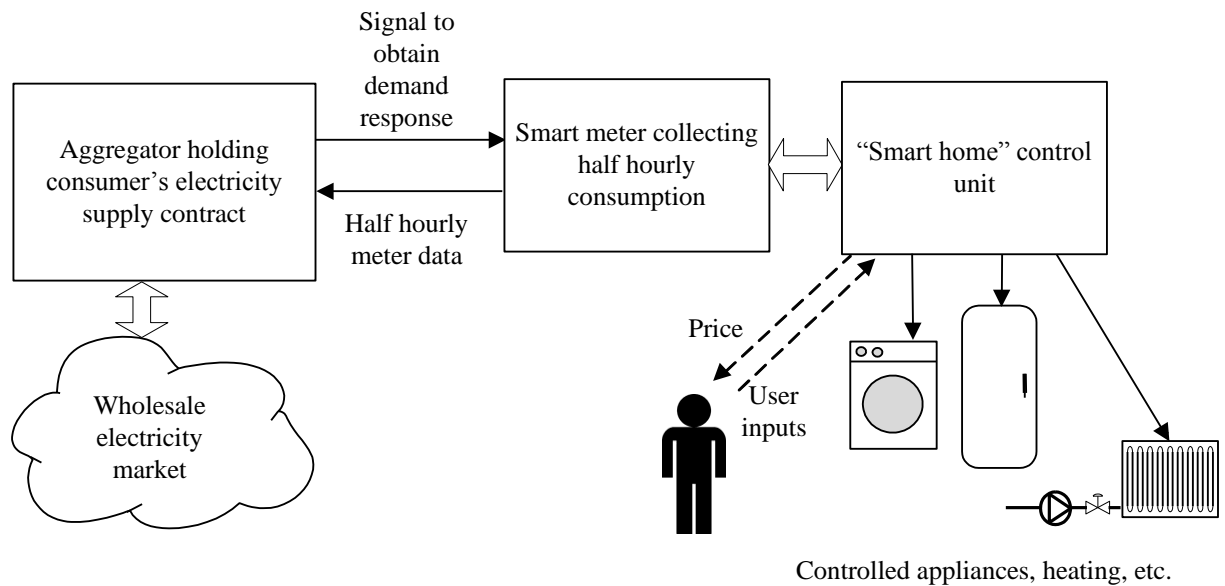 Signal to
obtain
demand
response
Aggregator holding
consumer’s electricity
supply contract
Smart meter collecting
half hourly
consumption
“Smart home” control
unit
Half hourly
meter data
Price
User
inputs
Wholesale
electricity
market
Controlled appliances, heating, etc.